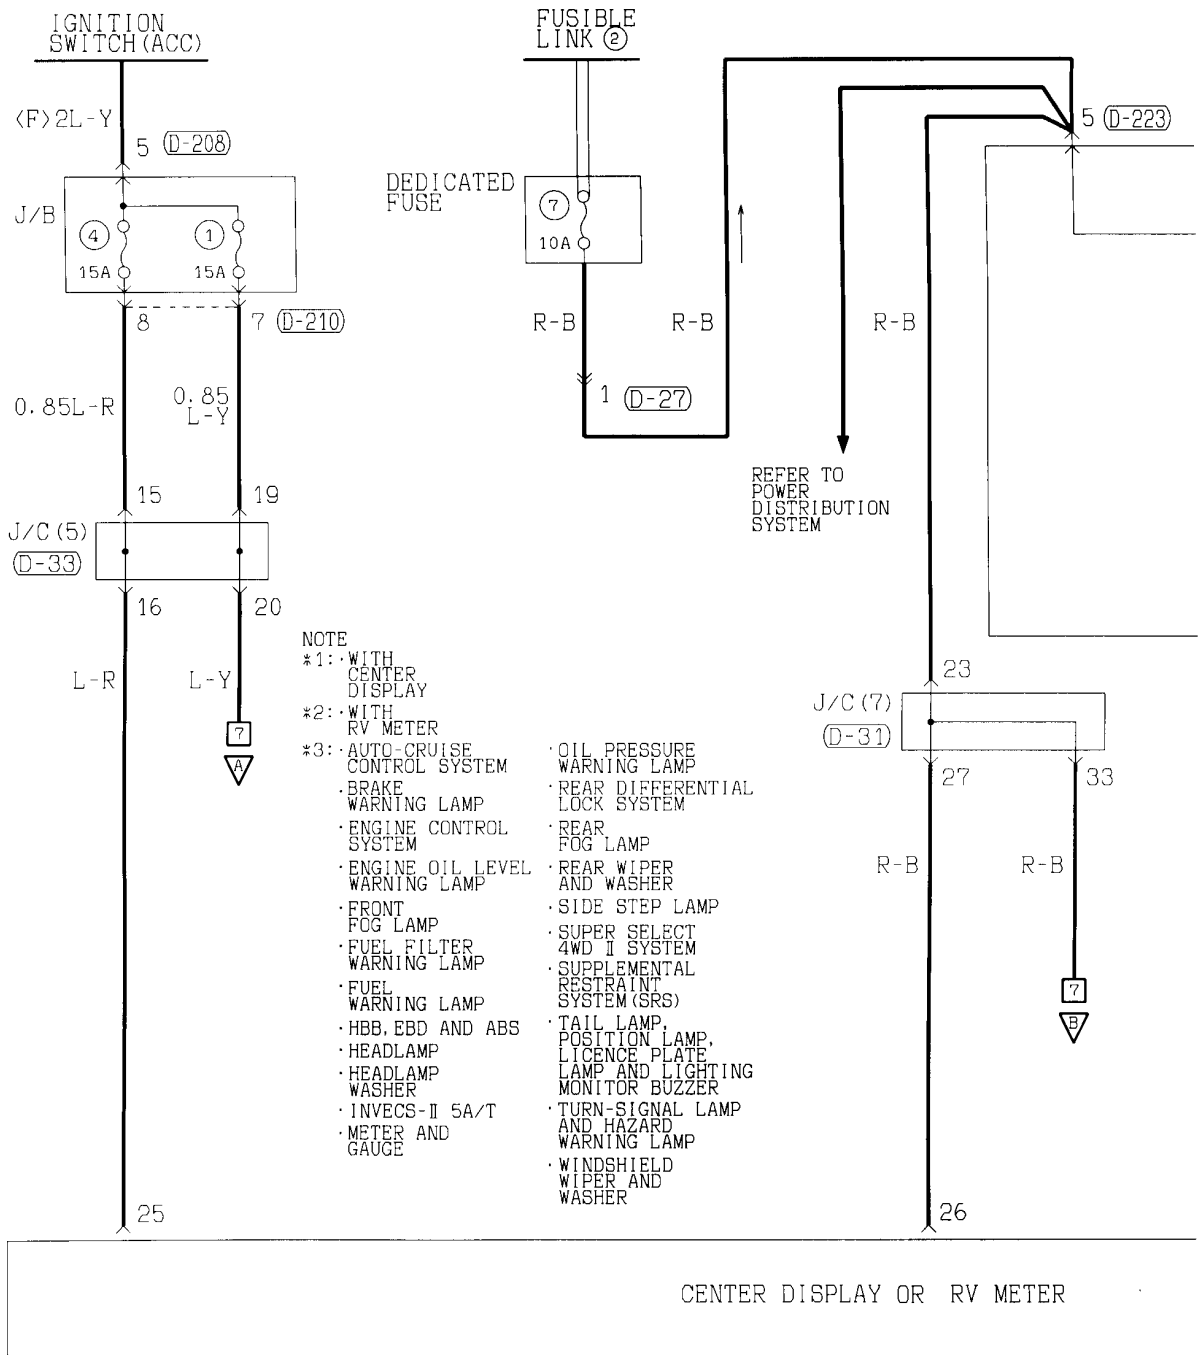 IGNITION
SWITCH(ACC)
FUSIBLE
LINK ②
<F>2L-Y
5 D-208
5 D-223
DEDICATED
FUSE
J/B
④
①
⑦
15A
15A
10A
8
7 D-210
R-B
R-B
R-B
0.85L-R
0.85
L-Y
1 D-27
REFER TO
POWER
DISTRIBUTION
SYSTEM
15
19
J/C(5)
D-33
16
20
L-R
L-Y
7
A
23
J/C(7)
D-31
27
33
R-B
R-B
7
B
NOTE
*1:·WITH
CENTER
DISPLAY
*2:·WITH
RV METER
*3:·AUTO-CRUISE
CONTROL SYSTEM
·BRAKE
WARNING LAMP
·ENGINE CONTROL
SYSTEM
·ENGINE OIL LEVEL
WARNING LAMP
·FRONT
FOG LAMP
·FUEL FILTER
WARNING LAMP
·FUEL
WARNING LAMP
·HBB,EBD AND ABS
·HEADLAMP
·HEADLAMP
WASHER
·INVECS-Ⅱ 5A/T
·METER AND
GAUGE
·OIL PRESSURE
WARNING LAMP
·REAR DIFFERENTIAL
LOCK SYSTEM
·REAR
FOG LAMP
·REAR WIPER
AND WASHER
·SIDE STEP LAMP
·SUPER SELECT
4WD Ⅱ SYSTEM
·SUPPLEMENTAL
RESTRAINT
SYSTEM(SRS)
·TAIL LAMP,
POSITION LAMP,
LICENCE PLATE
LAMP AND LIGHTING
MONITOR BUZZER
·TURN-SIGNAL LAMP
AND HAZARD
WARNING LAMP
·WINDSHIELD
WIPER AND
WASHER
25
26
CENTER DISPLAY OR RV METER